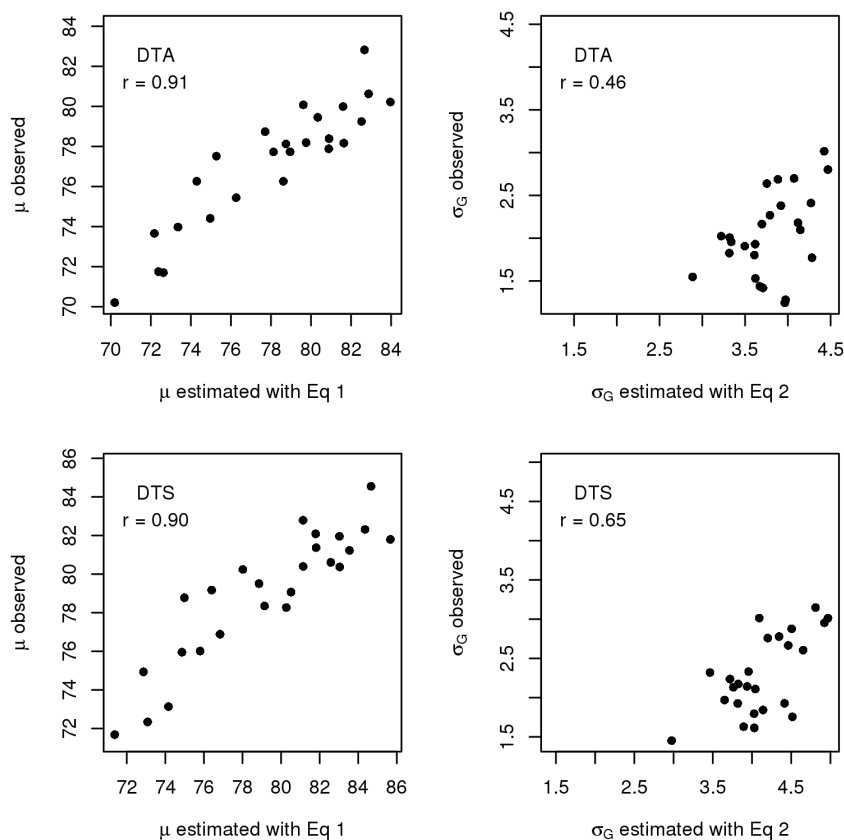 DTA
r = 0.91
84
82
80
78
76
74
72
70
70 72 74 76 78 80 82 84
μ observed
μ estimated with Eq 1
DTA
r = 0.46
4.5
3.5
2.5
1.5
1.5 2.5 3.5 4.5
σG observed
σG estimated with Eq 2
DTS
r = 0.90
86
84
82
80
78
76
74
72
72 74 76 78 80 82 84 86
μ observed
μ estimated with Eq 1
DTS
r = 0.65
4.5
3.5
2.5
1.5
1.5 2.5 3.5 4.5
σG observed
σG estimated with Eq 2